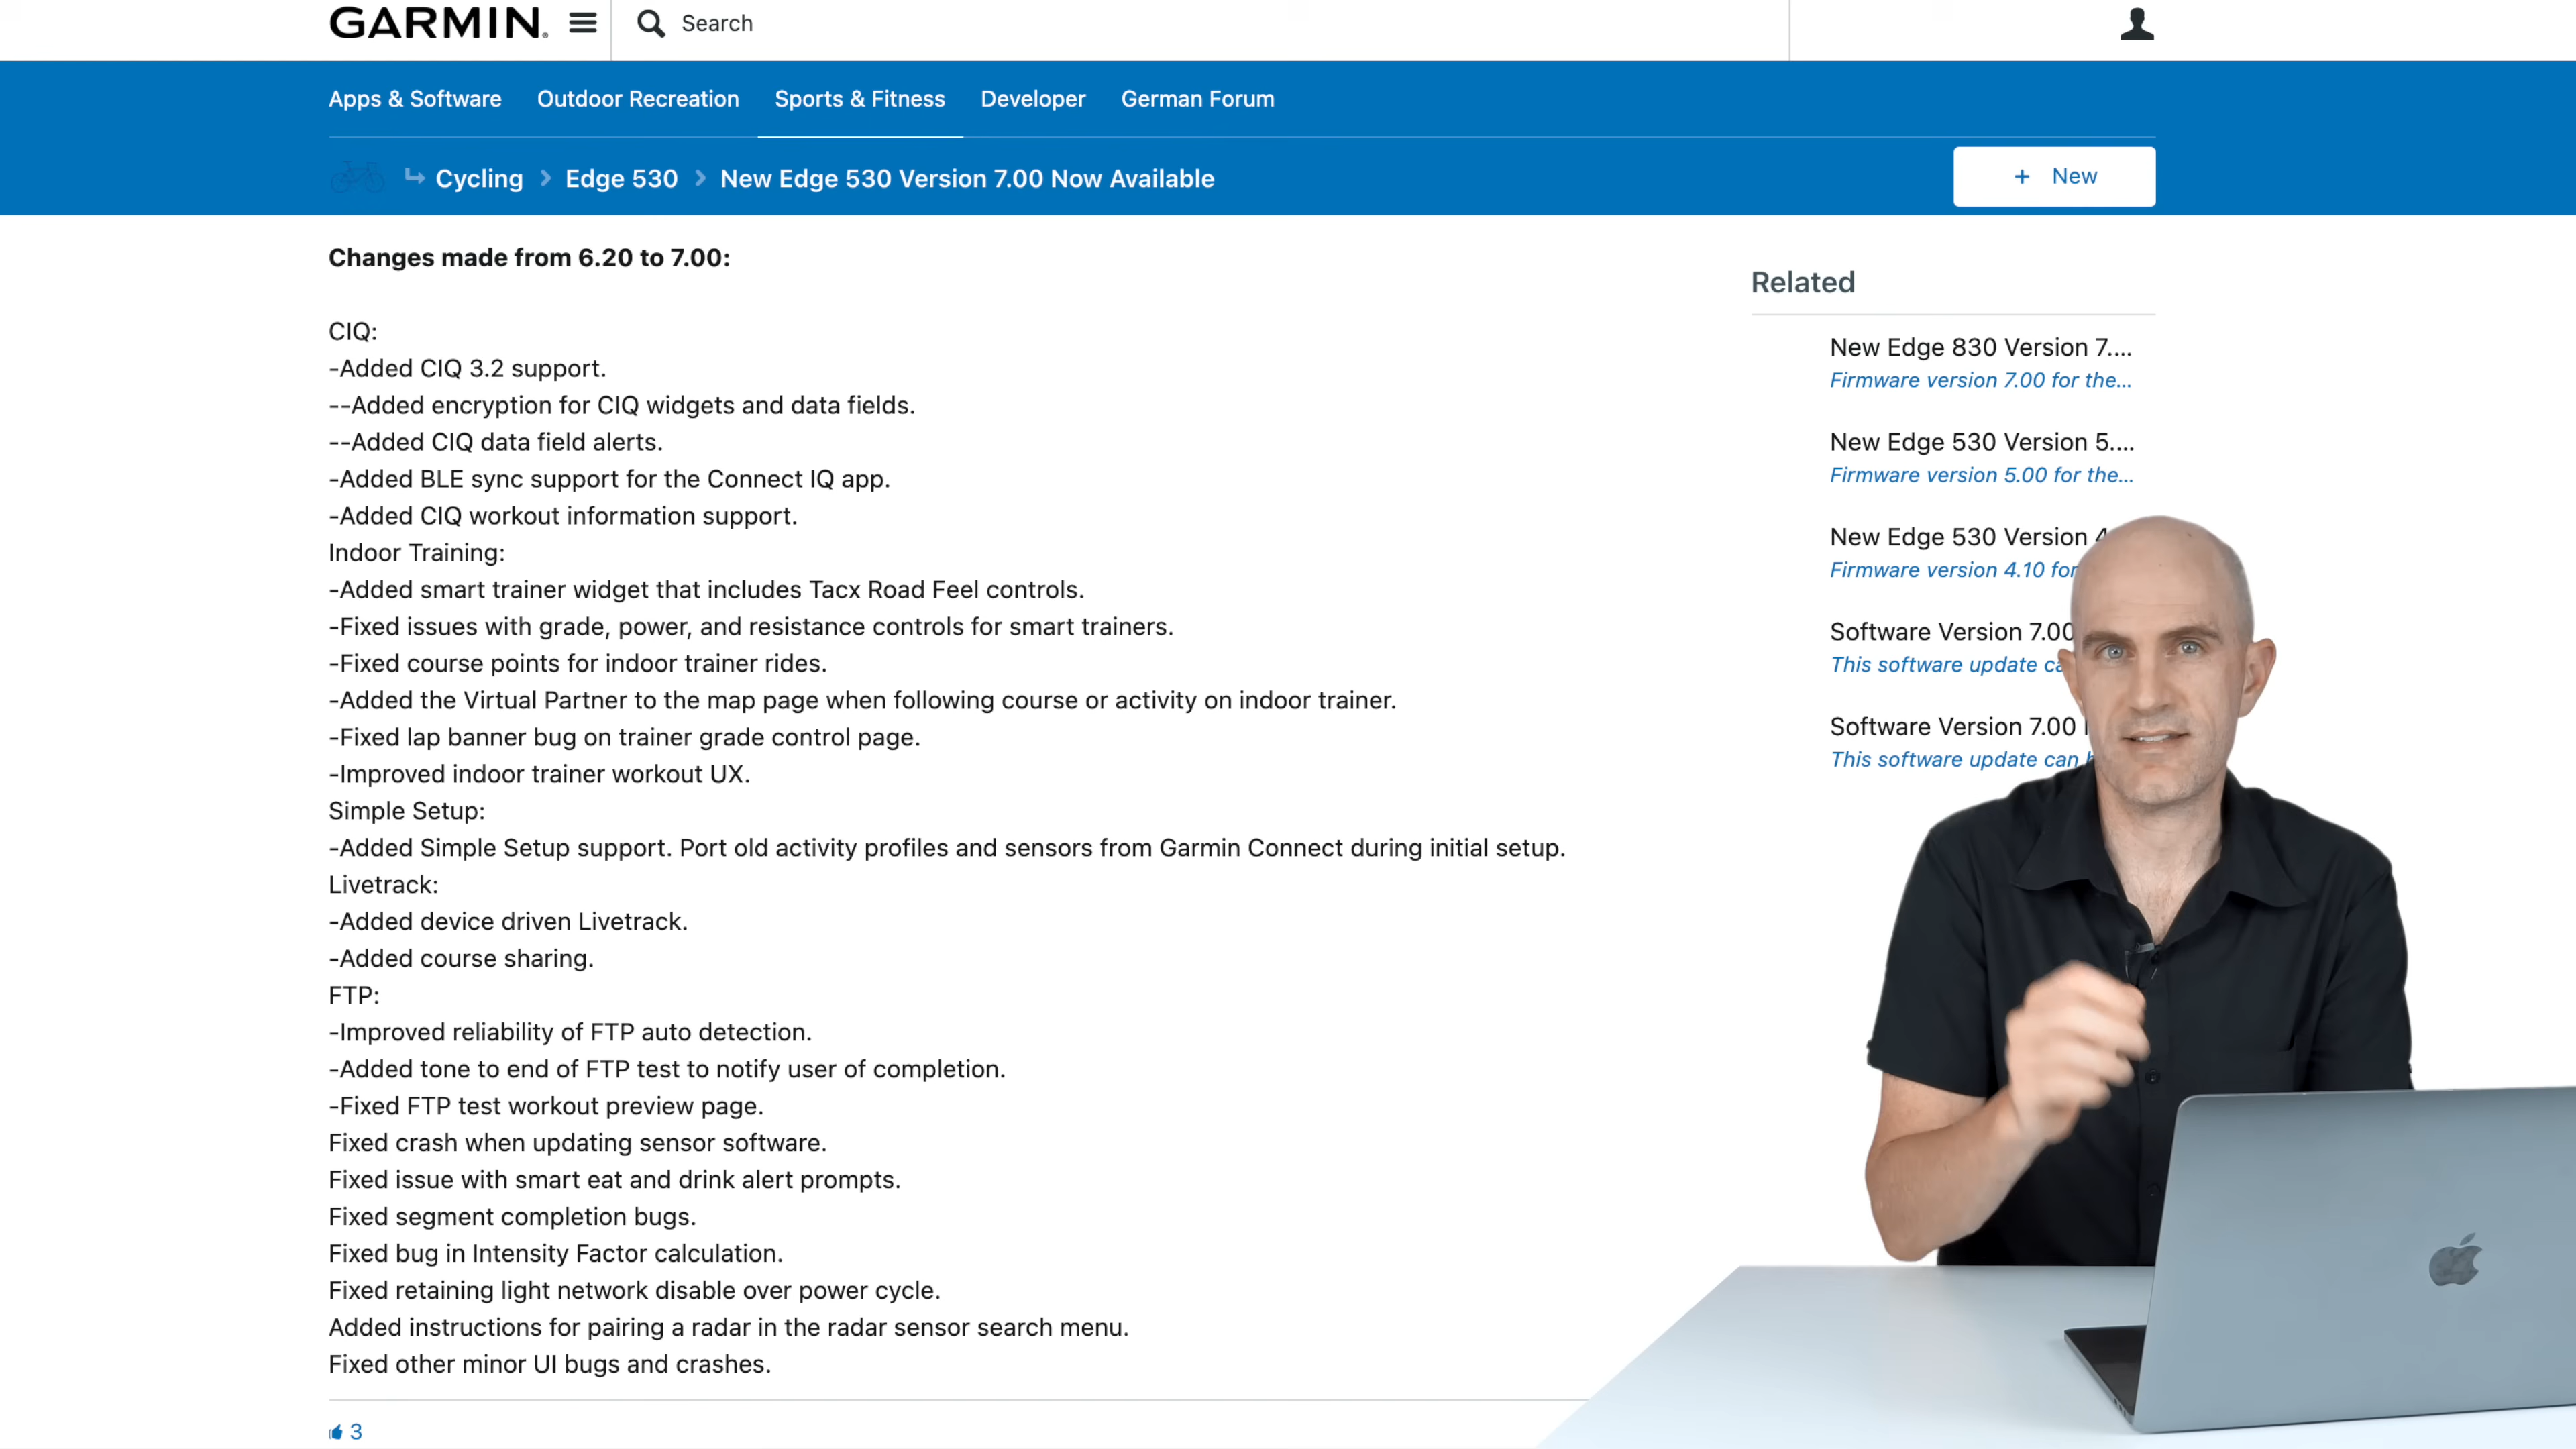 GARMIN
Search
Apps & Software Outdoor Recreation Sports & Fitness Developer German Forum
Cycling > Edge 530 > New Edge 530 Version 7.00 Now Available
+ New
Changes made from 6.20 to 7.00:
CIQ:
-Added CIQ 3.2 support.
--Added encryption for CIQ widgets and data fields.
--Added CIQ data field alerts.
-Added BLE sync support for the Connect IQ app.
-Added CIQ workout information support.
Indoor Training:
-Added smart trainer widget that includes Tacx Road Feel controls.
-Fixed issues with grade, power, and resistance controls for smart trainers.
-Fixed course points for indoor trainer rides.
-Added the Virtual Partner to the map page when following course or activity on indoor trainer.
-Fixed lap banner bug on trainer grade control page.
-Improved indoor trainer workout UX.
Simple Setup:
-Added Simple Setup support. Port old activity profiles and sensors from Garmin Connect during initial setup.
Livetrack:
-Added device driven Livetrack.
-Added course sharing.
FTP:
-Improved reliability of FTP auto detection.
-Added tone to end of FTP test to notify user of completion.
-Fixed FTP test workout preview page.
Fixed crash when updating sensor software.
Fixed issue with smart eat and drink alert prompts.
Fixed segment completion bugs.
Fixed bug in Intensity Factor calculation.
Fixed retaining light network disable over power cycle.
Added instructions for pairing a radar in the radar sensor search menu.
Fixed other minor UI bugs and crashes.
3
Related
New Edge 830 Version 7....
Firmware version 7.00 for the...
New Edge 530 Version 5....
Firmware version 5.00 for the...
New Edge 530 Version
Firmware version 4.10 for
Software Version 7.00
This software update
Software Version 7.00
This software update can